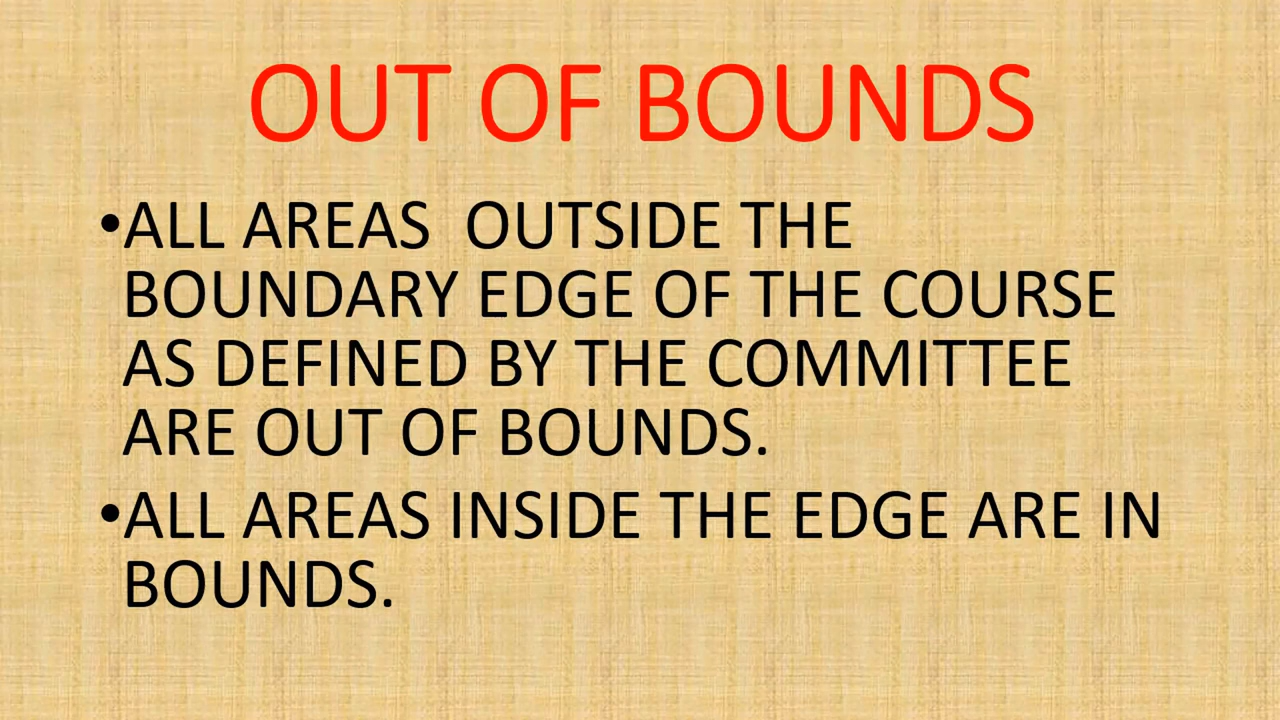 OUT OF BOUNDS
•ALL AREAS  OUTSIDE THE
BOUNDARY EDGE OF THE COURSE
AS DEFINED BY THE COMMITTEE
ARE OUT OF BOUNDS.
•ALL AREAS INSIDE THE EDGE ARE IN
BOUNDS.